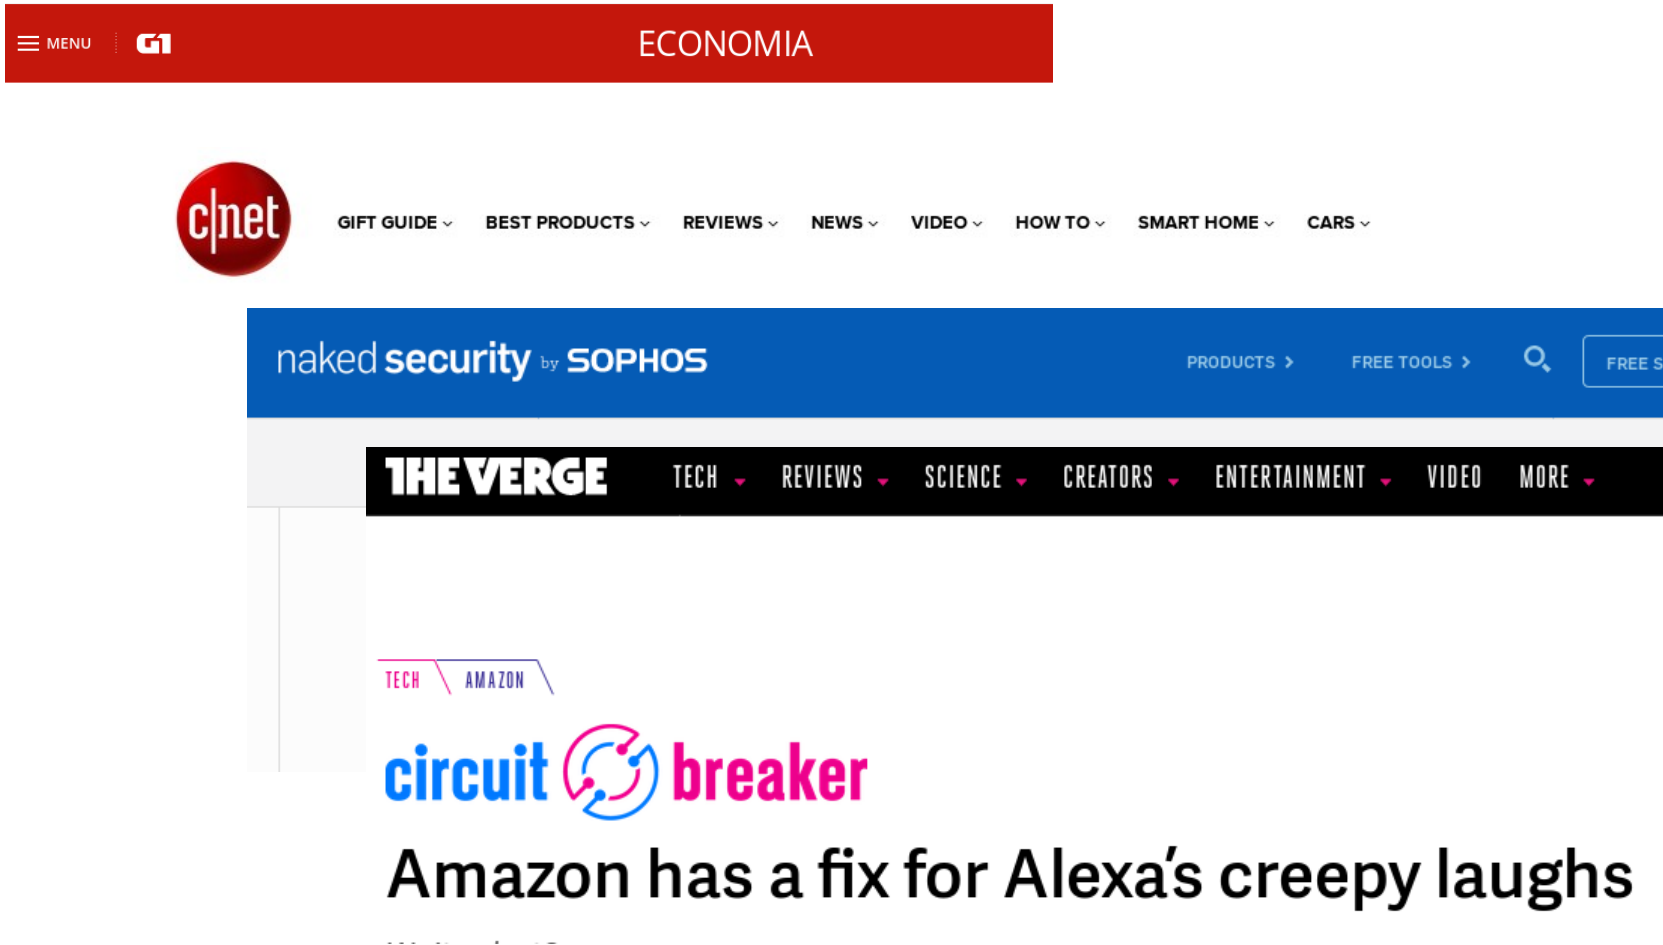 MENU G1 ECONOMIA
c|net GIFT GUIDE BEST PRODUCTS REVIEWS NEWS VIDEO HOW TO SMART HOME CARS
naked security by SOPHOS PRODUCTS FREE TOOLS FREE S
THE VERGE TECH REVIEWS SCIENCE CREATORS ENTERTAINMENT VIDEO MORE
TECH AMAZON
circuit breaker
Amazon has a fix for Alexa's creepy laughs